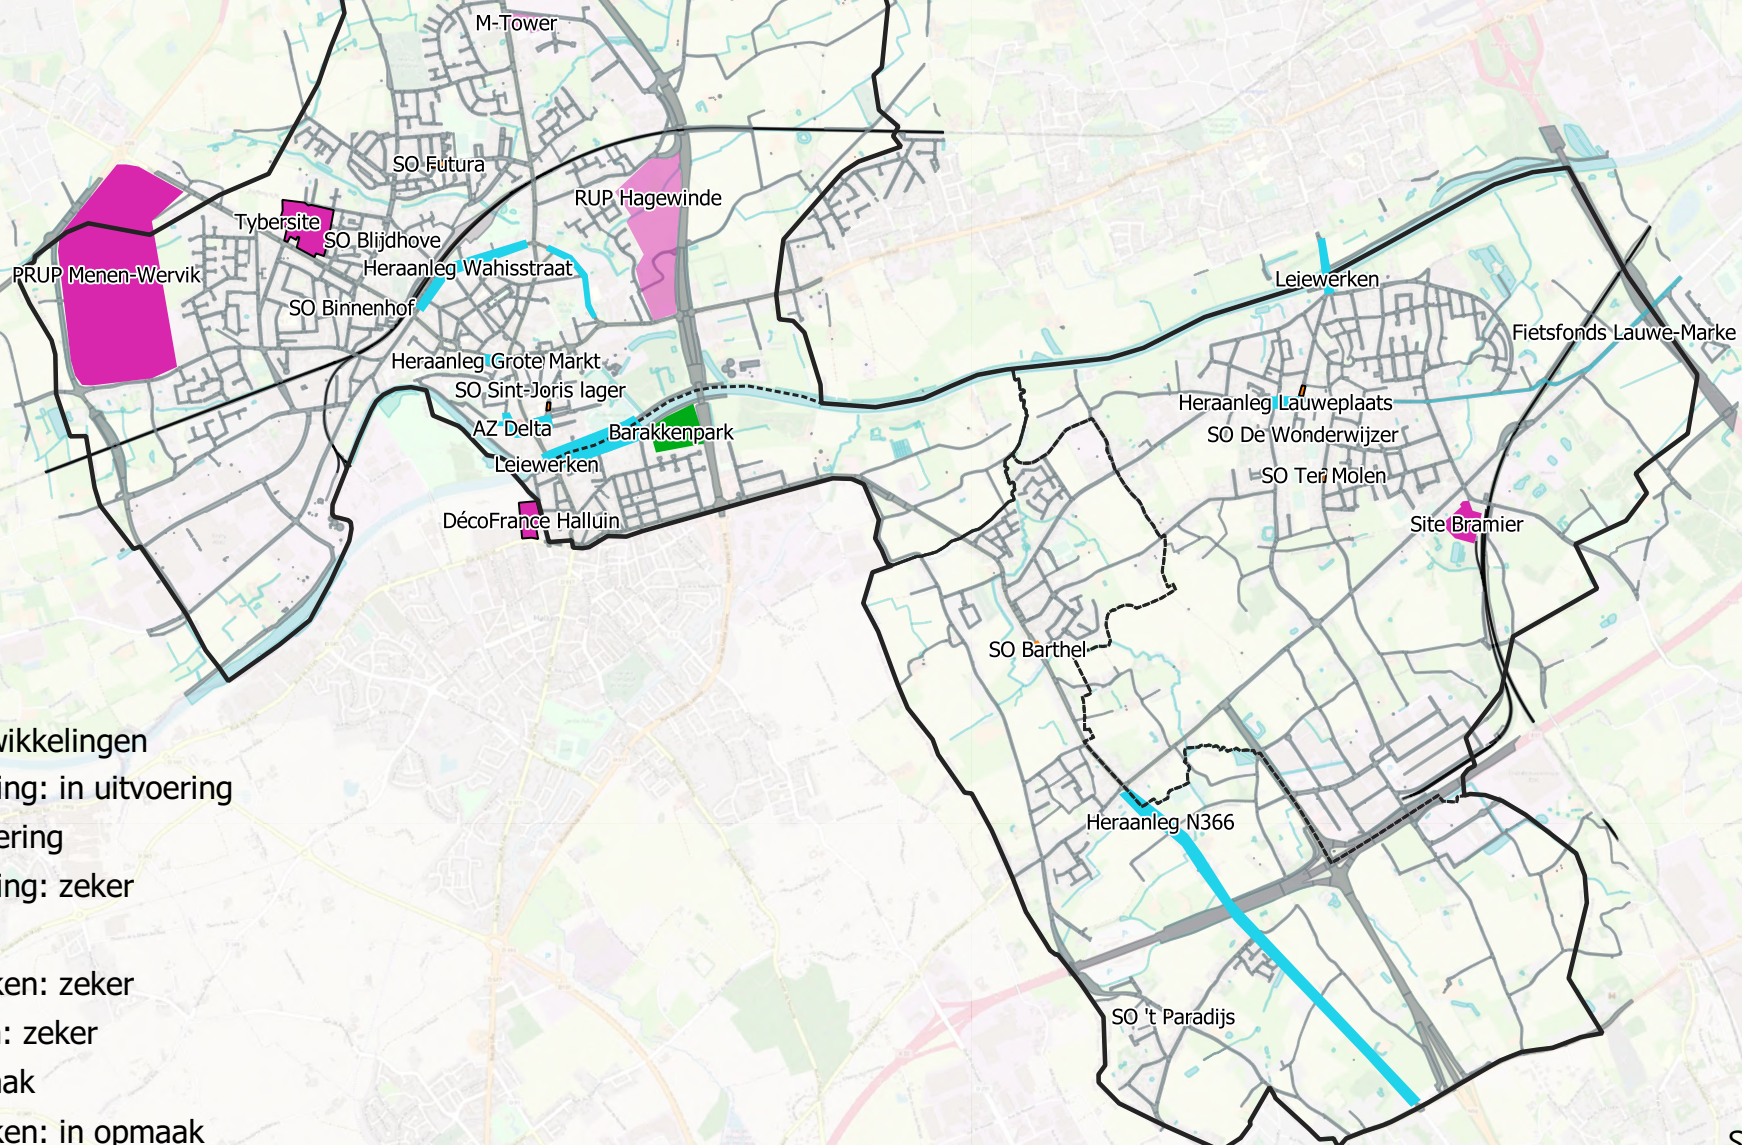 M-Tower
SO Futura
RUP Hagewinde
Tybersite
SO Blijdhove
Heraanleg Wahisstraat
PRUP Menen-Wervik
Leiewerken
SO Binnenhof
Fietsfonds Lauwe-Marke
Heraanleg Grote Markt
SO Sint-Joris lager
Heraanleg Lauweplaats
AZ Delta
Barakkenpark
SO De Wonderwijzer
Leiewerken
SO Ter Molen
DécoFrance Halluin
Site Bramier
SO Barthel
wikkelingen
ing: in uitvoering
Heraanleg N366
ering
ing: zeker
ken: zeker
SO 't Paradijs
n: zeker
aak
ken: in opmaak